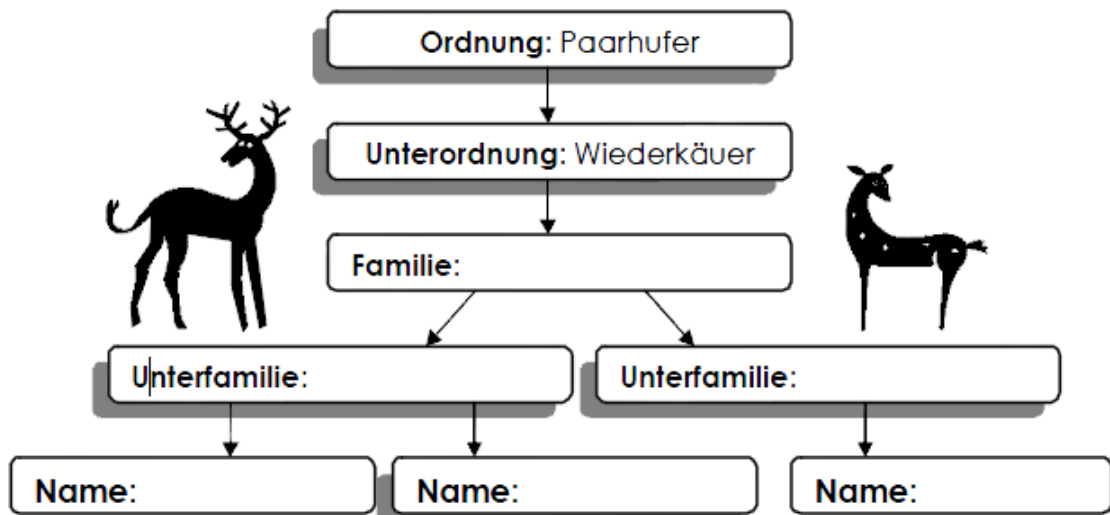 Ordnung: Paarhufer
Unterordnung: Wiederkäuer
Familie:
Unterfamilie:
Unterfamilie:
Name:
Name:
Name: